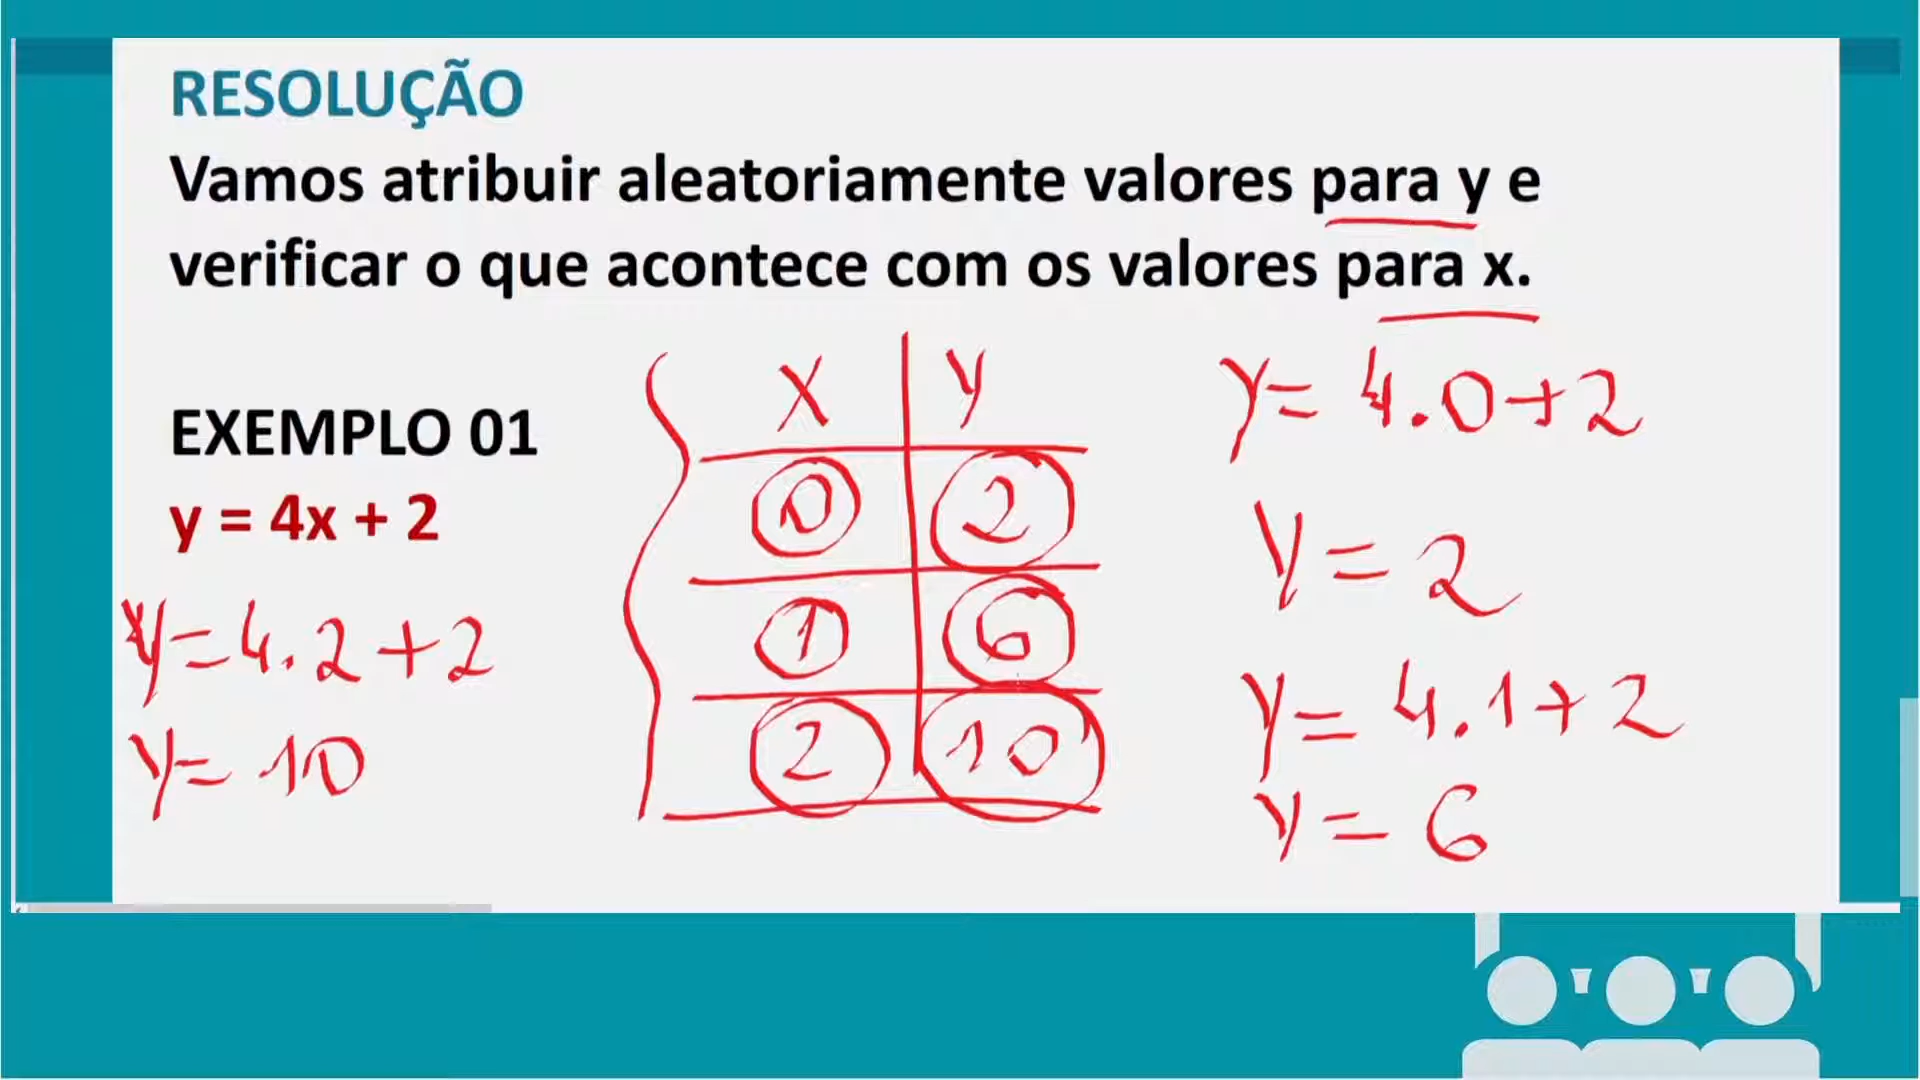 RESOLUÇÃO
Vamos atribuir aleatoriamente valores para y e
verificar o que acontece com os valores para x.
EXEMPLO 01
y = 4x + 2
y=4.2+2
y=10
X Y
0 2
1 6
2 10
y=4.0+2
y=2
y=4.1+2
y=6